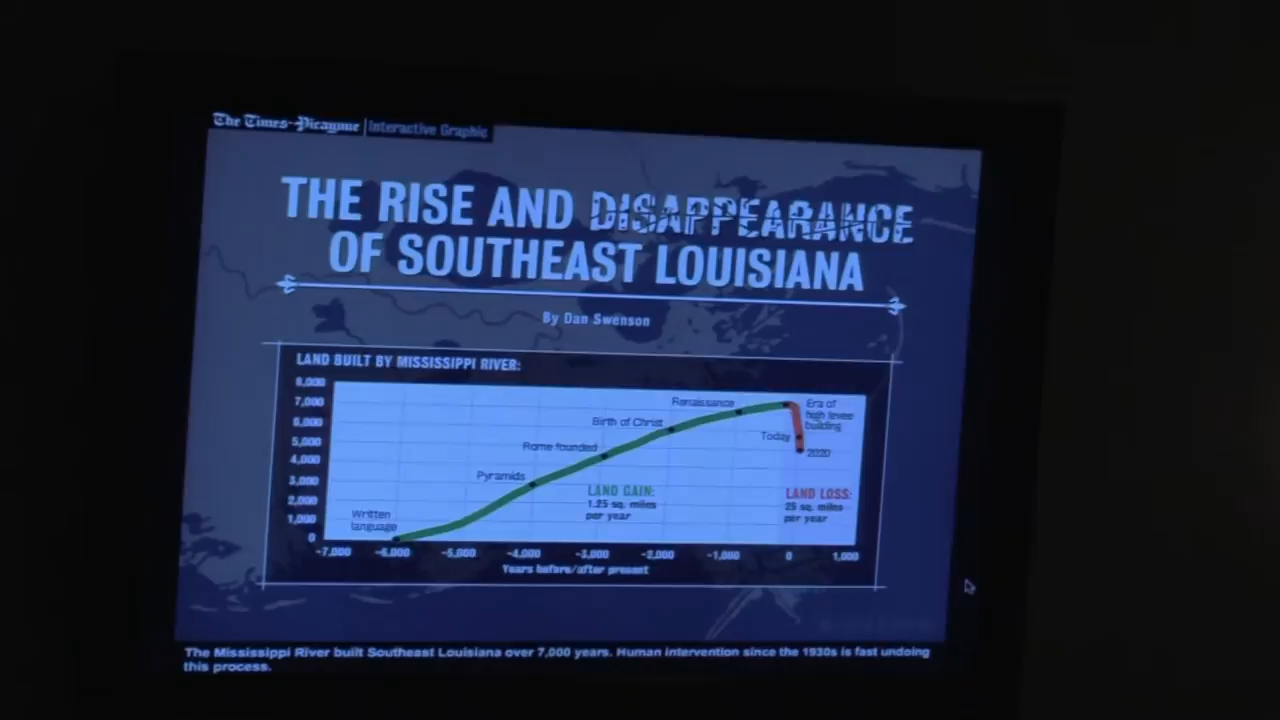 The Times-Picayune | Interactive Graphic
THE RISE AND DISAPPEARANCE
OF SOUTHEAST LOUISIANA
By Dan Swenson
LAND BUILT BY MISSISSIPPI RIVER:
8,000
7,000
6,000
5,000
4,000
3,000
2,000
1,000
0
Written
language
Pyramids
Rome founded
Birth of Christ
Renaissance
Era of
high levee
building
Today
2020
LAND GAIN:
1.25 sq. miles
per year
LAND LOSS:
25 sq. miles
per year
-7,000 -6,000 -5,000 -4,000 -3,000 -2,000 -1,000 0 1,000
Years before/after present
The Mississippi River built Southeast Louisiana over 7,000 years. Human intervention since the 1930s is fast undoing
this process.